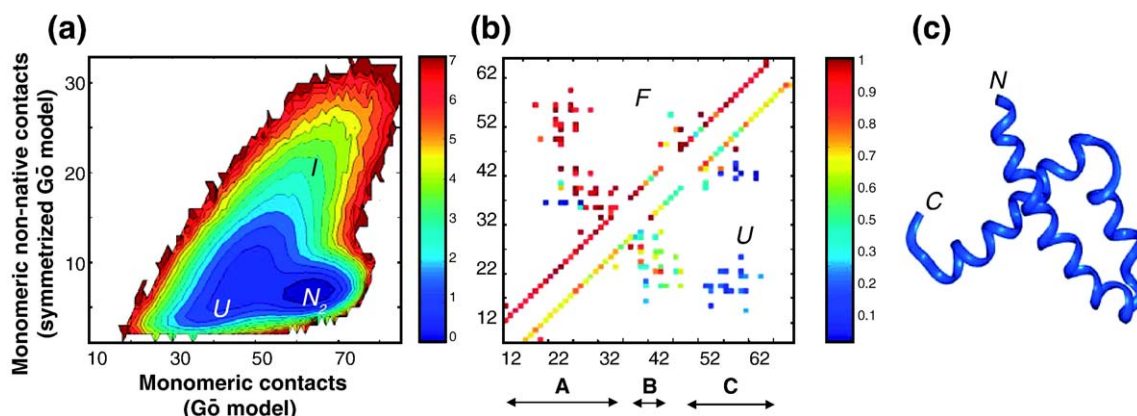 (a)
Monomeric non-native contacts
(symmetrized Gō model)
30
20
10
I
U
N₂
10 30 50 70
Monomeric contacts
(Gō model)
7
6
5
4
3
2
1
0
(b)
62
52
42
32
22
12
F
U
12 22 32 42 52 62
A B C
1
0.9
0.8
0.7
0.6
0.5
0.4
0.3
0.2
0.1
(c)
N
C